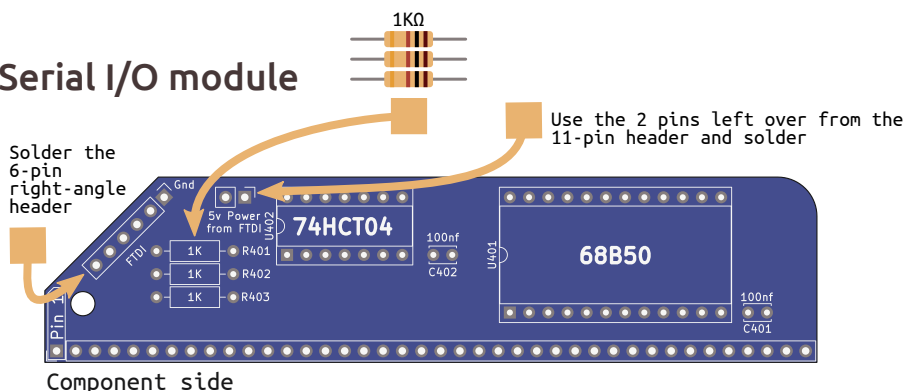 1KΩ
Serial I/O module
Use the 2 pins left over from the
11-pin header and solder
Solder the
6-pin
right-angle
header
Gnd
5v Power
from FTDI
FTDI
U402
74HCT04
1K
R401
1K
R402
1K
R403
100nf
C402
U401
68B50
100nf
C401
Pin 1
Component side